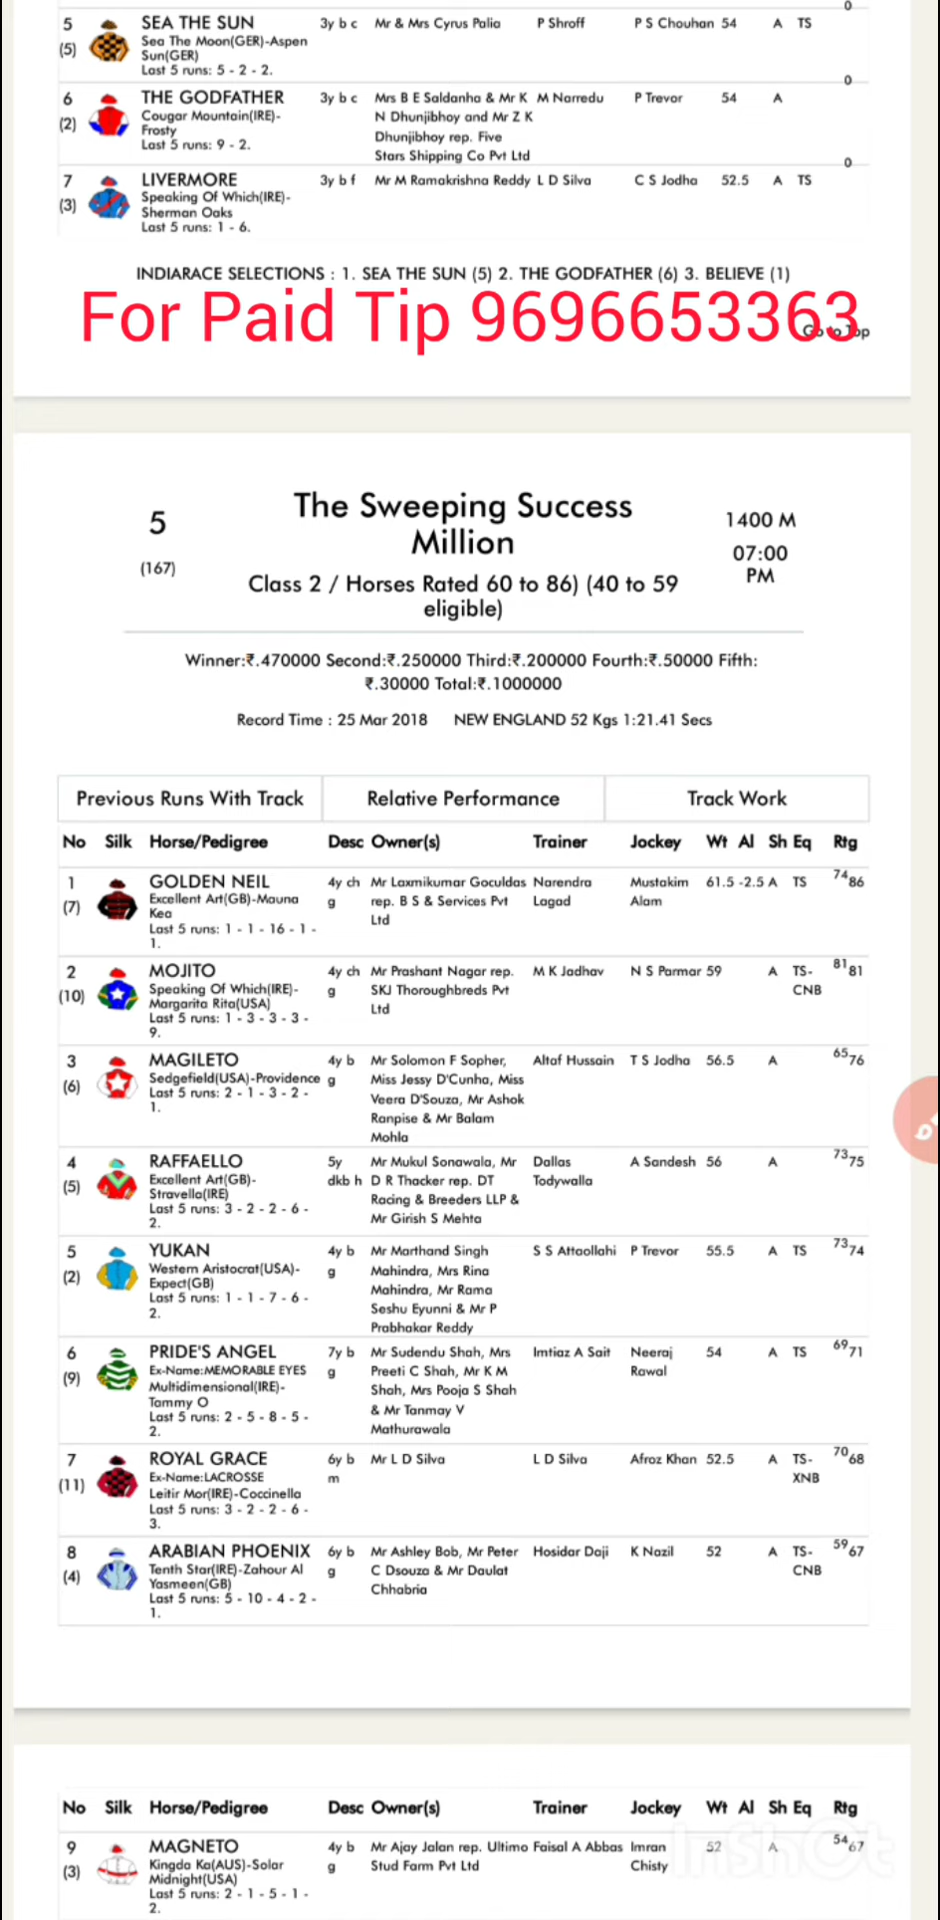 0
5 SEA THE SUN 3y b c Mr & Mrs Cyrus Palia P Shroff P S Chouhan 54 A TS
(5) Sea The Moon(GER)-Aspen
Sun(GER)
Last 5 runs: 5 - 2 - 2.
0
6 THE GODFATHER 3y b c Mrs B E Saldanha & Mr K M Narredu P Trevor 54 A
(2) Cougar Mountain(IRE)- N Dhunjibhoy and Mr Z K
Frosty Dhunjibhoy rep. Five
Last 5 runs: 9 - 2. Stars Shipping Co Pvt Ltd
0
7 LIVERMORE 3y b f Mr M Ramakrishna Reddy L D Silva C S Jodha 52.5 A TS
(3) Speaking Of Which(IRE)-
Sherman Oaks
Last 5 runs: 1 - 6.
INDIARACE SELECTIONS : 1. SEA THE SUN (5) 2. THE GODFATHER (6) 3. BELIEVE (1)
For Paid Tip 9696653363
Go to Top
5 The Sweeping Success 1400 M
Million 07:00
(167) PM
Class 2 / Horses Rated 60 to 86) (40 to 59
eligible)
Winner:₹.470000 Second:₹.250000 Third:₹.200000 Fourth:₹.50000 Fifth:
₹.30000 Total:₹.1000000
Record Time : 25 Mar 2018 NEW ENGLAND 52 Kgs 1:21.41 Secs
Previous Runs With Track Relative Performance Track Work
No Silk Horse/Pedigree Desc Owner(s) Trainer Jockey Wt Al Sh Eq Rtg
1 GOLDEN NEIL 4y ch Mr Laxmikumar Goculdas Narendra Mustakim 61.5 -2.5 A TS 74 86
(7) Excellent Art(GB)-Mauna g rep. B S & Services Pvt Lagad Alam
Kea Ltd
Last 5 runs: 1 - 1 - 16 - 1 -
1.
2 MOJITO 4y ch Mr Prashant Nagar rep. M K Jadhav N S Parmar 59 A TS- 81 81
(10) Speaking Of Which(IRE)- g SKJ Thoroughbreds Pvt CNB
Margarita Rita(USA) Ltd
Last 5 runs: 1 - 3 - 3 - 3 -
9.
3 MAGILETO 4y b Mr Solomon F Sopher, Altaf Hussain T S Jodha 56.5 A 65 76
(6) Sedgefield(USA)-Providence g Miss Jessy D'Cunha, Miss
Last 5 runs: 2 - 1 - 3 - 2 - Veera D'Souza, Mr Ashok
1. Ranpise & Mr Balam
Mohla
4 RAFFAELLO 5y Mr Mukul Sonawala, Mr Dallas A Sandesh 56 A 73 75
(5) Excellent Art(GB)- dkb h D R Thacker rep. DT Todywalla
Stravella(IRE) Racing & Breeders LLP &
Last 5 runs: 3 - 2 - 2 - 6 - Mr Girish S Mehta
2.
5 YUKAN 4y b Mr Marthand Singh S S Attaollahi P Trevor 55.5 A TS 73 74
(2) Western Aristocrat(USA)- g Mahindra, Mrs Rina
Expect(GB) Mahindra, Mr Rama
Last 5 runs: 1 - 1 - 7 - 6 - Seshu Eyunni & Mr P
2. Prabhakar Reddy
6 PRIDE'S ANGEL 7y b Mr Sudendu Shah, Mrs Imtiaz A Sait Neeraj 54 A TS 69 71
(9) Ex-Name:MEMORABLE EYES g Preeti C Shah, Mr K M Rawal
Multidimensional(IRE)- Shah, Mrs Pooja S Shah
Tammy O & Mr Tanmay V
Last 5 runs: 2 - 5 - 8 - 5 - Mathurawala
2.
7 ROYAL GRACE 6y b Mr L D Silva L D Silva Afroz Khan 52.5 A TS- 70 68
(11) Ex-Name:LACROSSE m XNB
Leitir Mor(IRE)-Coccinella
Last 5 runs: 3 - 2 - 2 - 6 -
3.
8 ARABIAN PHOENIX 6y b Mr Ashley Bob, Mr Peter Hosidar Daji K Nazil 52 A TS- 59 67
(4) Tenth Star(IRE)-Zahour Al g C Dsouza & Mr Daulat CNB
Yasmeen(GB) Chhabria
Last 5 runs: 5 - 10 - 4 - 2 -
1.
No Silk Horse/Pedigree Desc Owner(s) Trainer Jockey Wt Al Sh Eq Rtg
9 MAGNETO 4y b Mr Ajay Jalan rep. Ultimo Faisal A Abbas Imran 52 A 54 67
(3) Kingda Ka(AUS)-Solar g Stud Farm Pvt Ltd Chisty
Midnight(USA)
Last 5 runs: 2 - 1 - 5 - 1 -
2.
InShOt